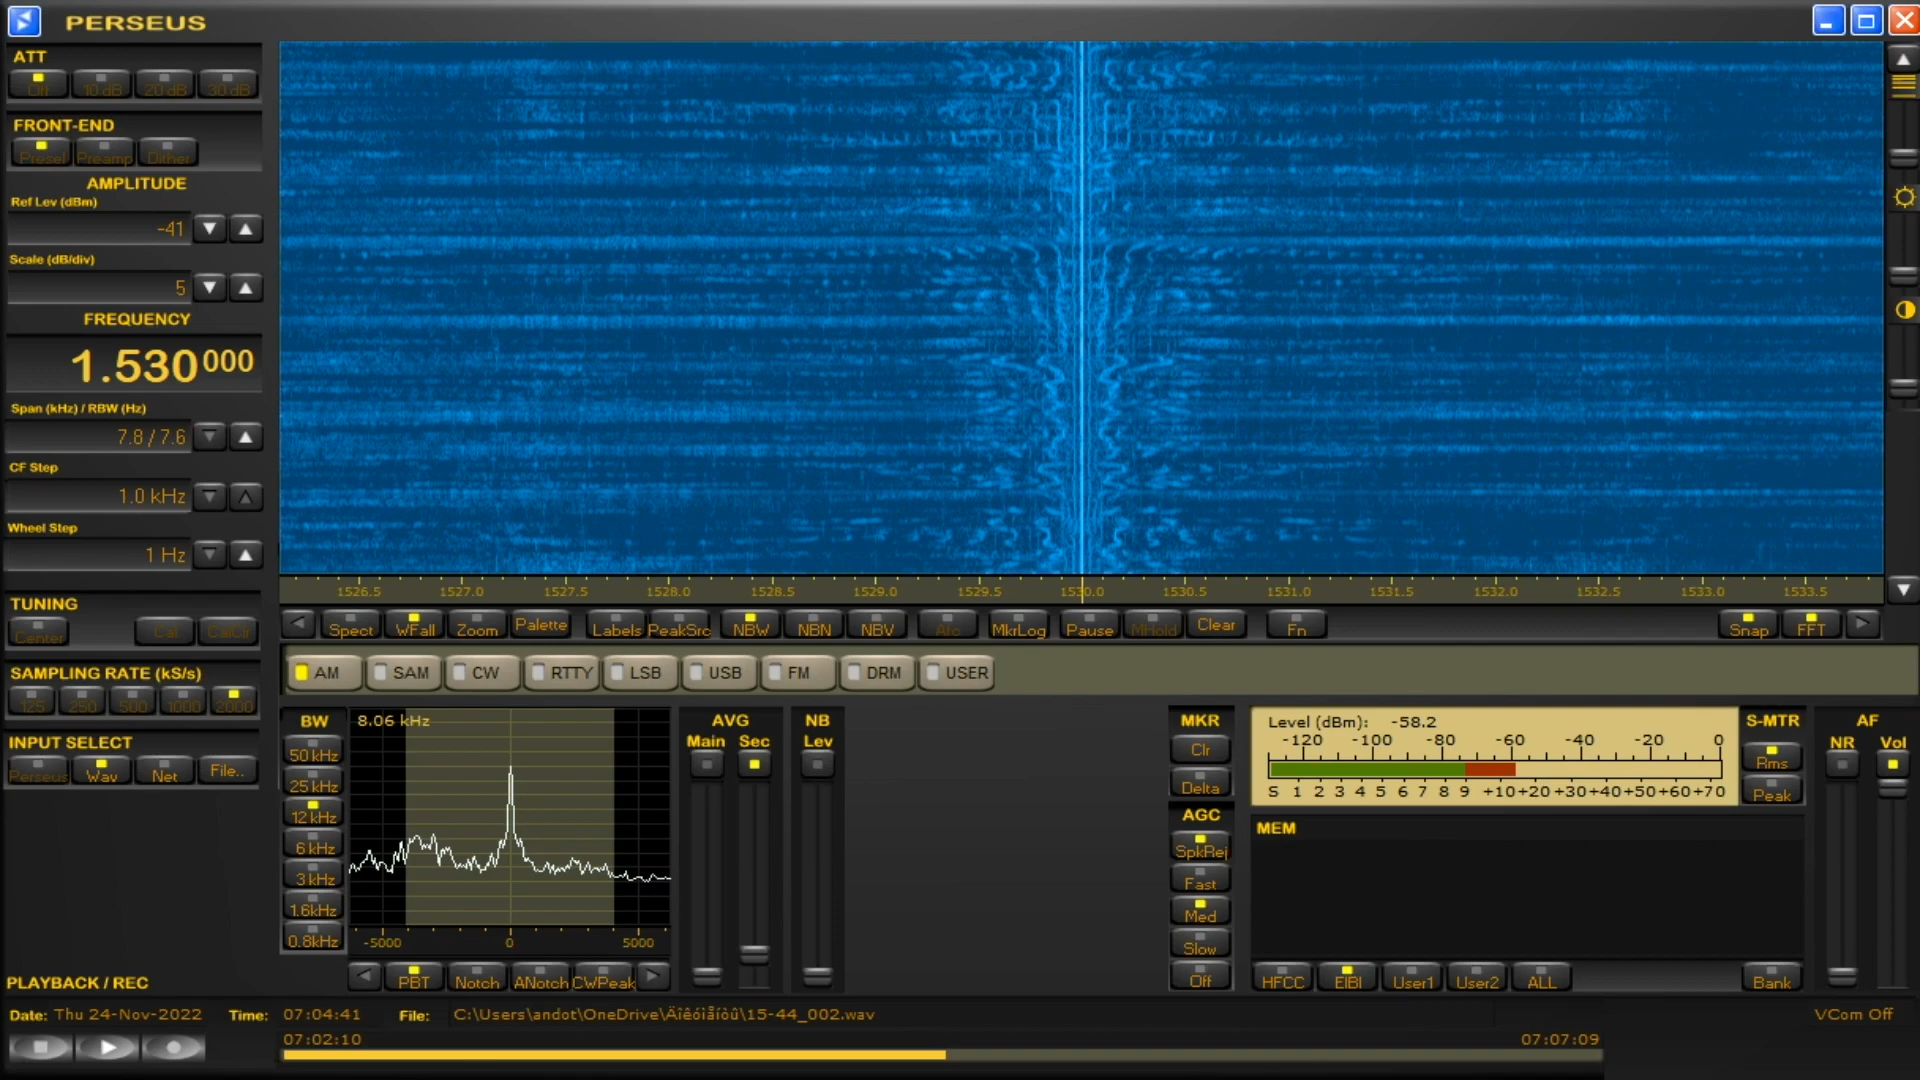 PERSEUS
ATT
Off 10 dB 20 dB 30 dB
FRONT-END
Presel Preamp Dither
AMPLITUDE
Ref Lev (dBm)
-41
Scale (dB/div)
5
FREQUENCY
1.530 000
Span (kHz) / RBW (Hz)
7.8 / 7.6
CF Step
1.0 kHz
Wheel Step
1 Hz
TUNING
Center Cal CalClr
SAMPLING RATE (kS/s)
125 250 500 1000 2000
INPUT SELECT
Perseus Wav Net File..
1526.5 1527.0 1527.5 1528.0 1528.5 1529.0 1529.5 1530.0 1530.5 1531.0 1531.5 1532.0 1532.5 1533.0 1533.5
Spect WFall Zoom Palette Labels PeakSrc NBW NBN NBV MkrLog Pause MHold Clear Fn Snap FFT
AM SAM CW RTTY LSB USB FM DRM USER
BW
50 kHz
25 kHz
12 kHz
6 kHz
3 kHz
1.6kHz
0.8kHz
8.06 kHz
-5000 0 5000
PBT Notch ANotch CWPeak
AVG
Main Sec
NB
Lev
MKR
Clr
Delta
AGC
SpkRej
Fast
Med
Slow
Off
Level (dBm): -58.2
-120 -100 -80 -60 -40 -20 0
S 1 2 3 4 5 6 7 8 9 +10 +20 +30 +40 +50 +60 +70
S-MTR
Rms
Peak
AF
NR Vol
MEM
HFCC EIBI User1 User2 ALL Bank
PLAYBACK / REC
Date: Thu 24-Nov-2022 Time: 07:04:41 File: C:\Users\andot\OneDrive\Äîêóìåíòû\15-44_002.wav VCom Off
07:02:10 07:07:09